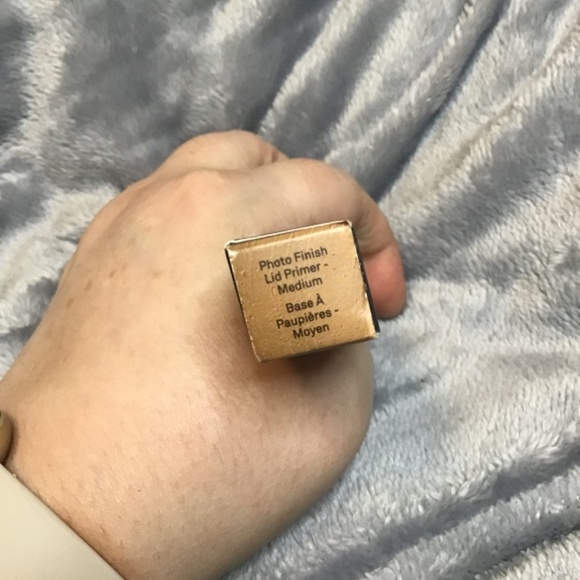 Photo Finish
Lid Primer -
Medium
Base À
Paupières -
Moyen